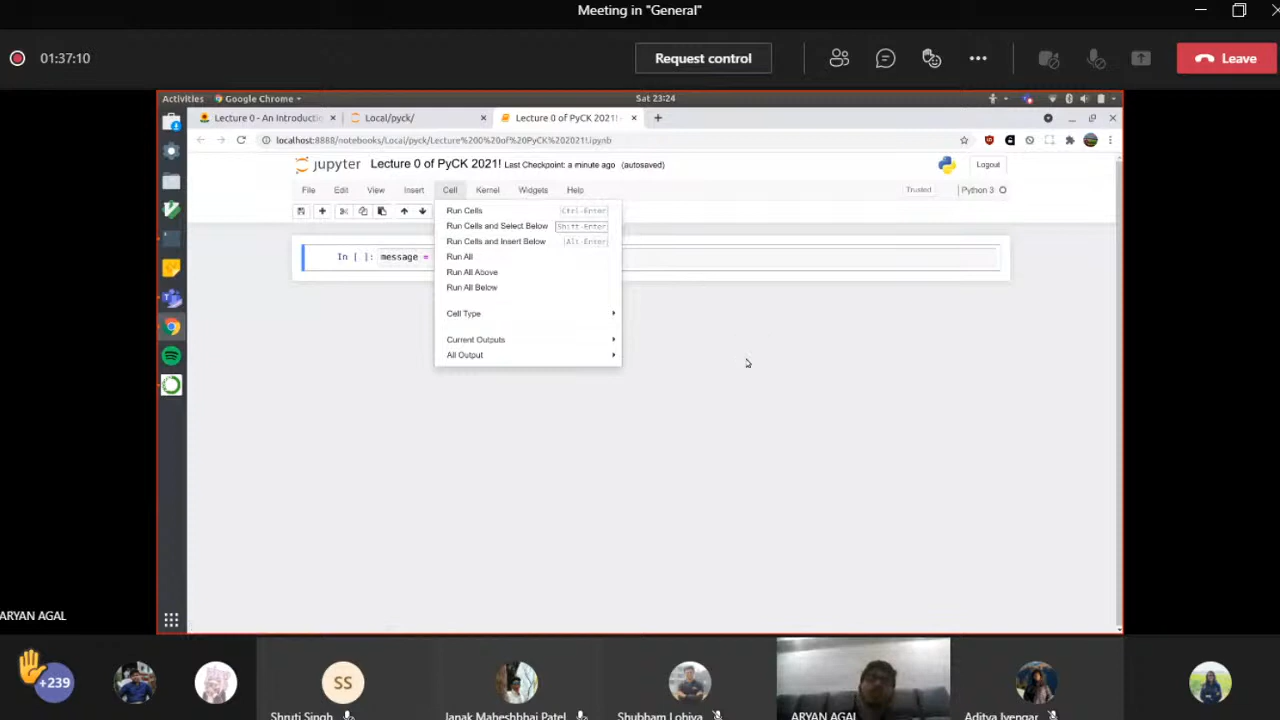 Meeting in "General"
01:37:10
Request control
Leave
Activities
Google Chrome
Sat 23:24
Lecture 0 - An Introductio
Local/pyck/
Lecture 0 of PyCK 2021! -
localhost:8888/notebooks/Local/pyck/Lecture%200%20of%20PyCK%202021!.ipynb
jupyter
Lecture 0 of PyCK 2021! Last Checkpoint: a minute ago (autosaved)
Logout
File
Edit
View
Insert
Cell
Kernel
Widgets
Help
Trusted
Python 3
Run Cells Ctrl-Enter
Run Cells and Select Below Shift-Enter
In [ ]: message =
Run Cells and Insert Below Alt-Enter
Run All
Run All Above
Run All Below
Cell Type
Current Outputs
All Output
ARYAN AGAL
+239
SS
Shruti Singh
Janak Maheshbhai Patel
Shubham Lohiya
ARYAN AGAL
Aditya Iyengar